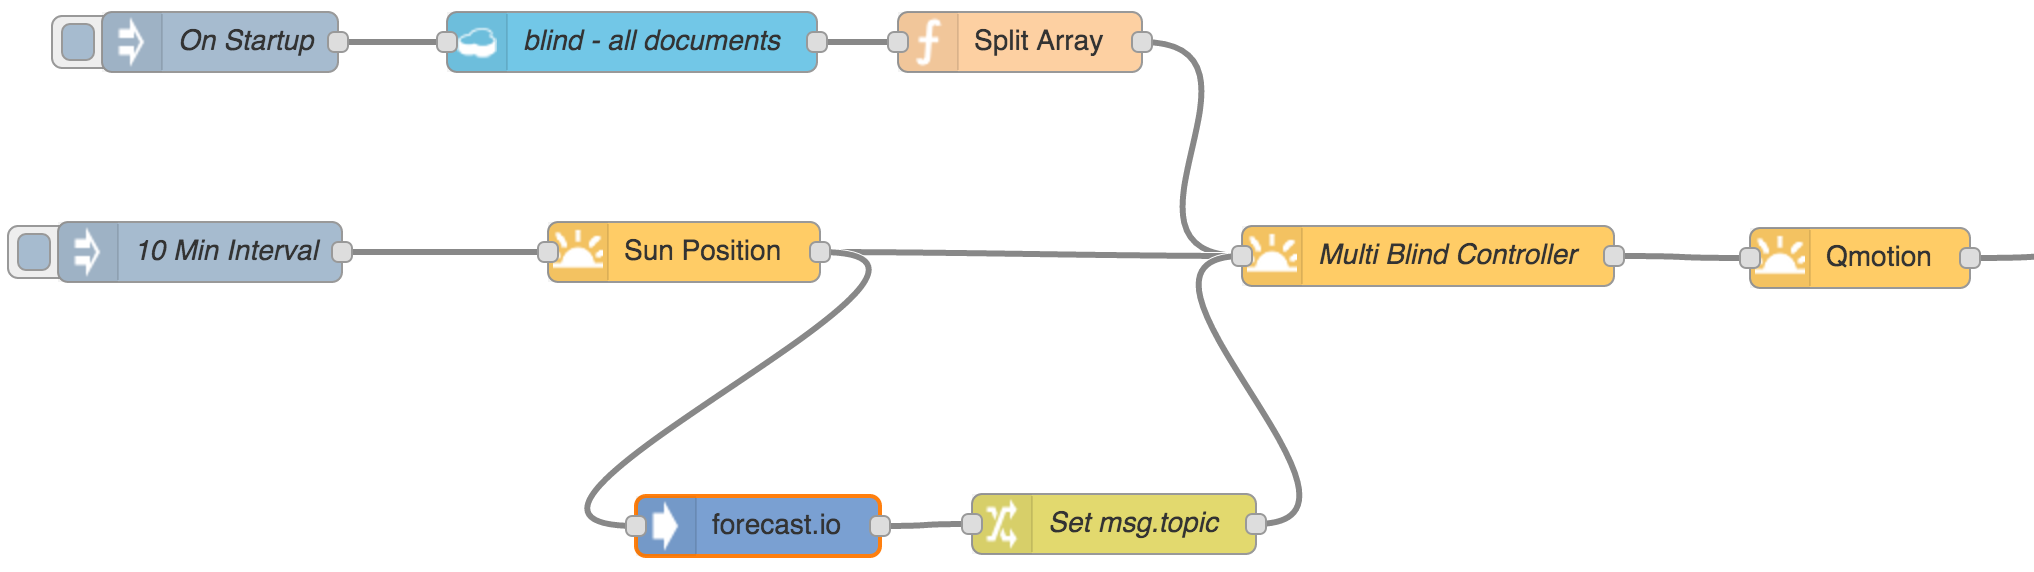 On Startup
blind - all documents
Split Array
10 Min Interval
Sun Position
Multi Blind Controller
Qmotion
forecast.io
Set msg.topic